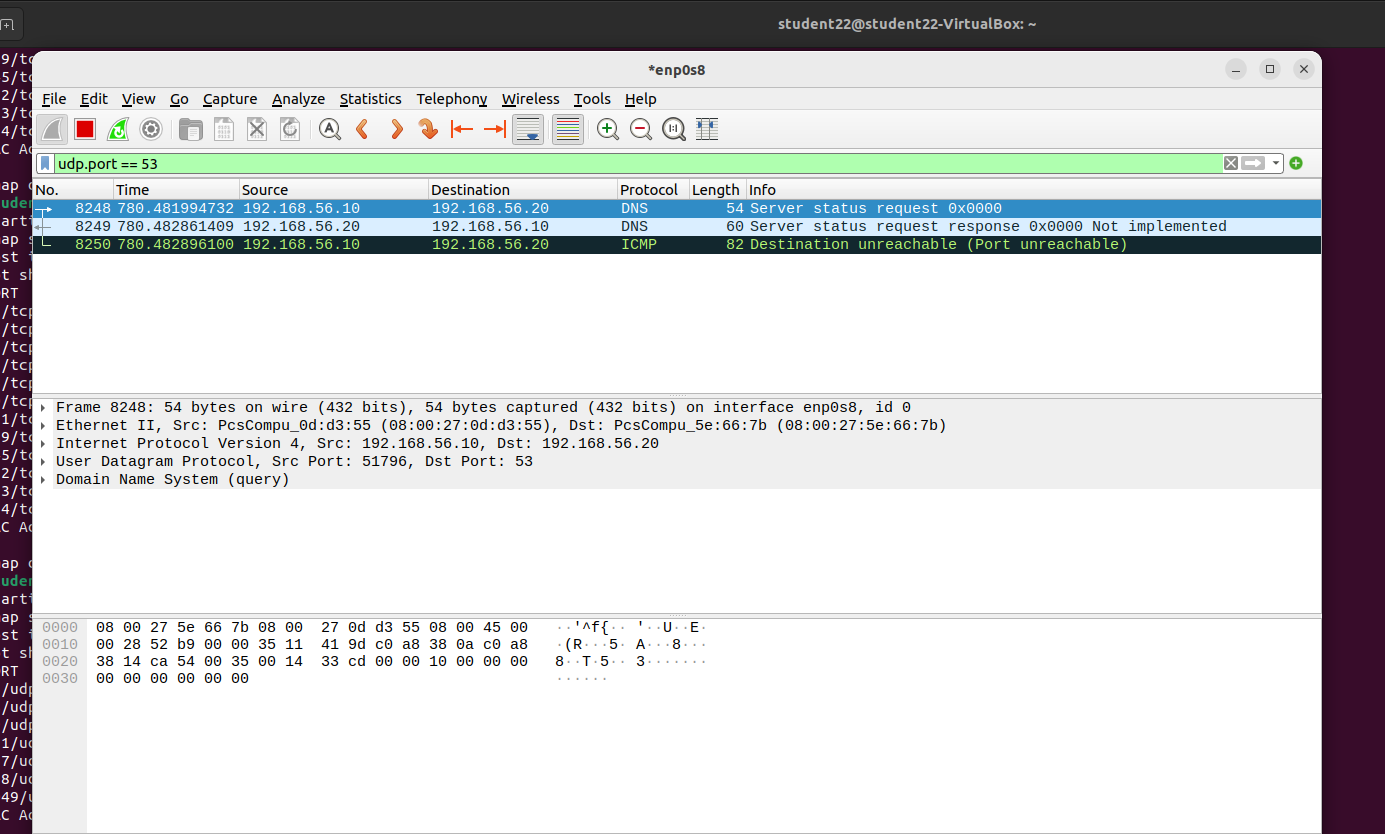 student22@student22-VirtualBox: ~
*enp0s8
File Edit View Go Capture Analyze Statistics Telephony Wireless Tools Help
udp.port == 53
No. Time Source Destination Protocol Length Info
8248 780.481994732 192.168.56.10 192.168.56.20 DNS 54 Server status request 0x0000
8249 780.482861409 192.168.56.20 192.168.56.10 DNS 60 Server status request response 0x0000 Not implemented
8250 780.482896100 192.168.56.10 192.168.56.20 ICMP 82 Destination unreachable (Port unreachable)
Frame 8248: 54 bytes on wire (432 bits), 54 bytes captured (432 bits) on interface enp0s8, id 0
Ethernet II, Src: PcsCompu_0d:d3:55 (08:00:27:0d:d3:55), Dst: PcsCompu_5e:66:7b (08:00:27:5e:66:7b)
Internet Protocol Version 4, Src: 192.168.56.10, Dst: 192.168.56.20
User Datagram Protocol, Src Port: 51796, Dst Port: 53
Domain Name System (query)
0000 08 00 27 5e 66 7b 08 00 27 0d d3 55 08 00 45 00 ··'^f{·· '··U··E·
0010 00 28 52 b9 00 00 35 11 41 9d c0 a8 38 0a c0 a8 ·(R···5· A···8···
0020 38 14 ca 54 00 35 00 14 33 cd 00 00 10 00 00 00 8··T·5·· 3·······
0030 00 00 00 00 00 00 ······